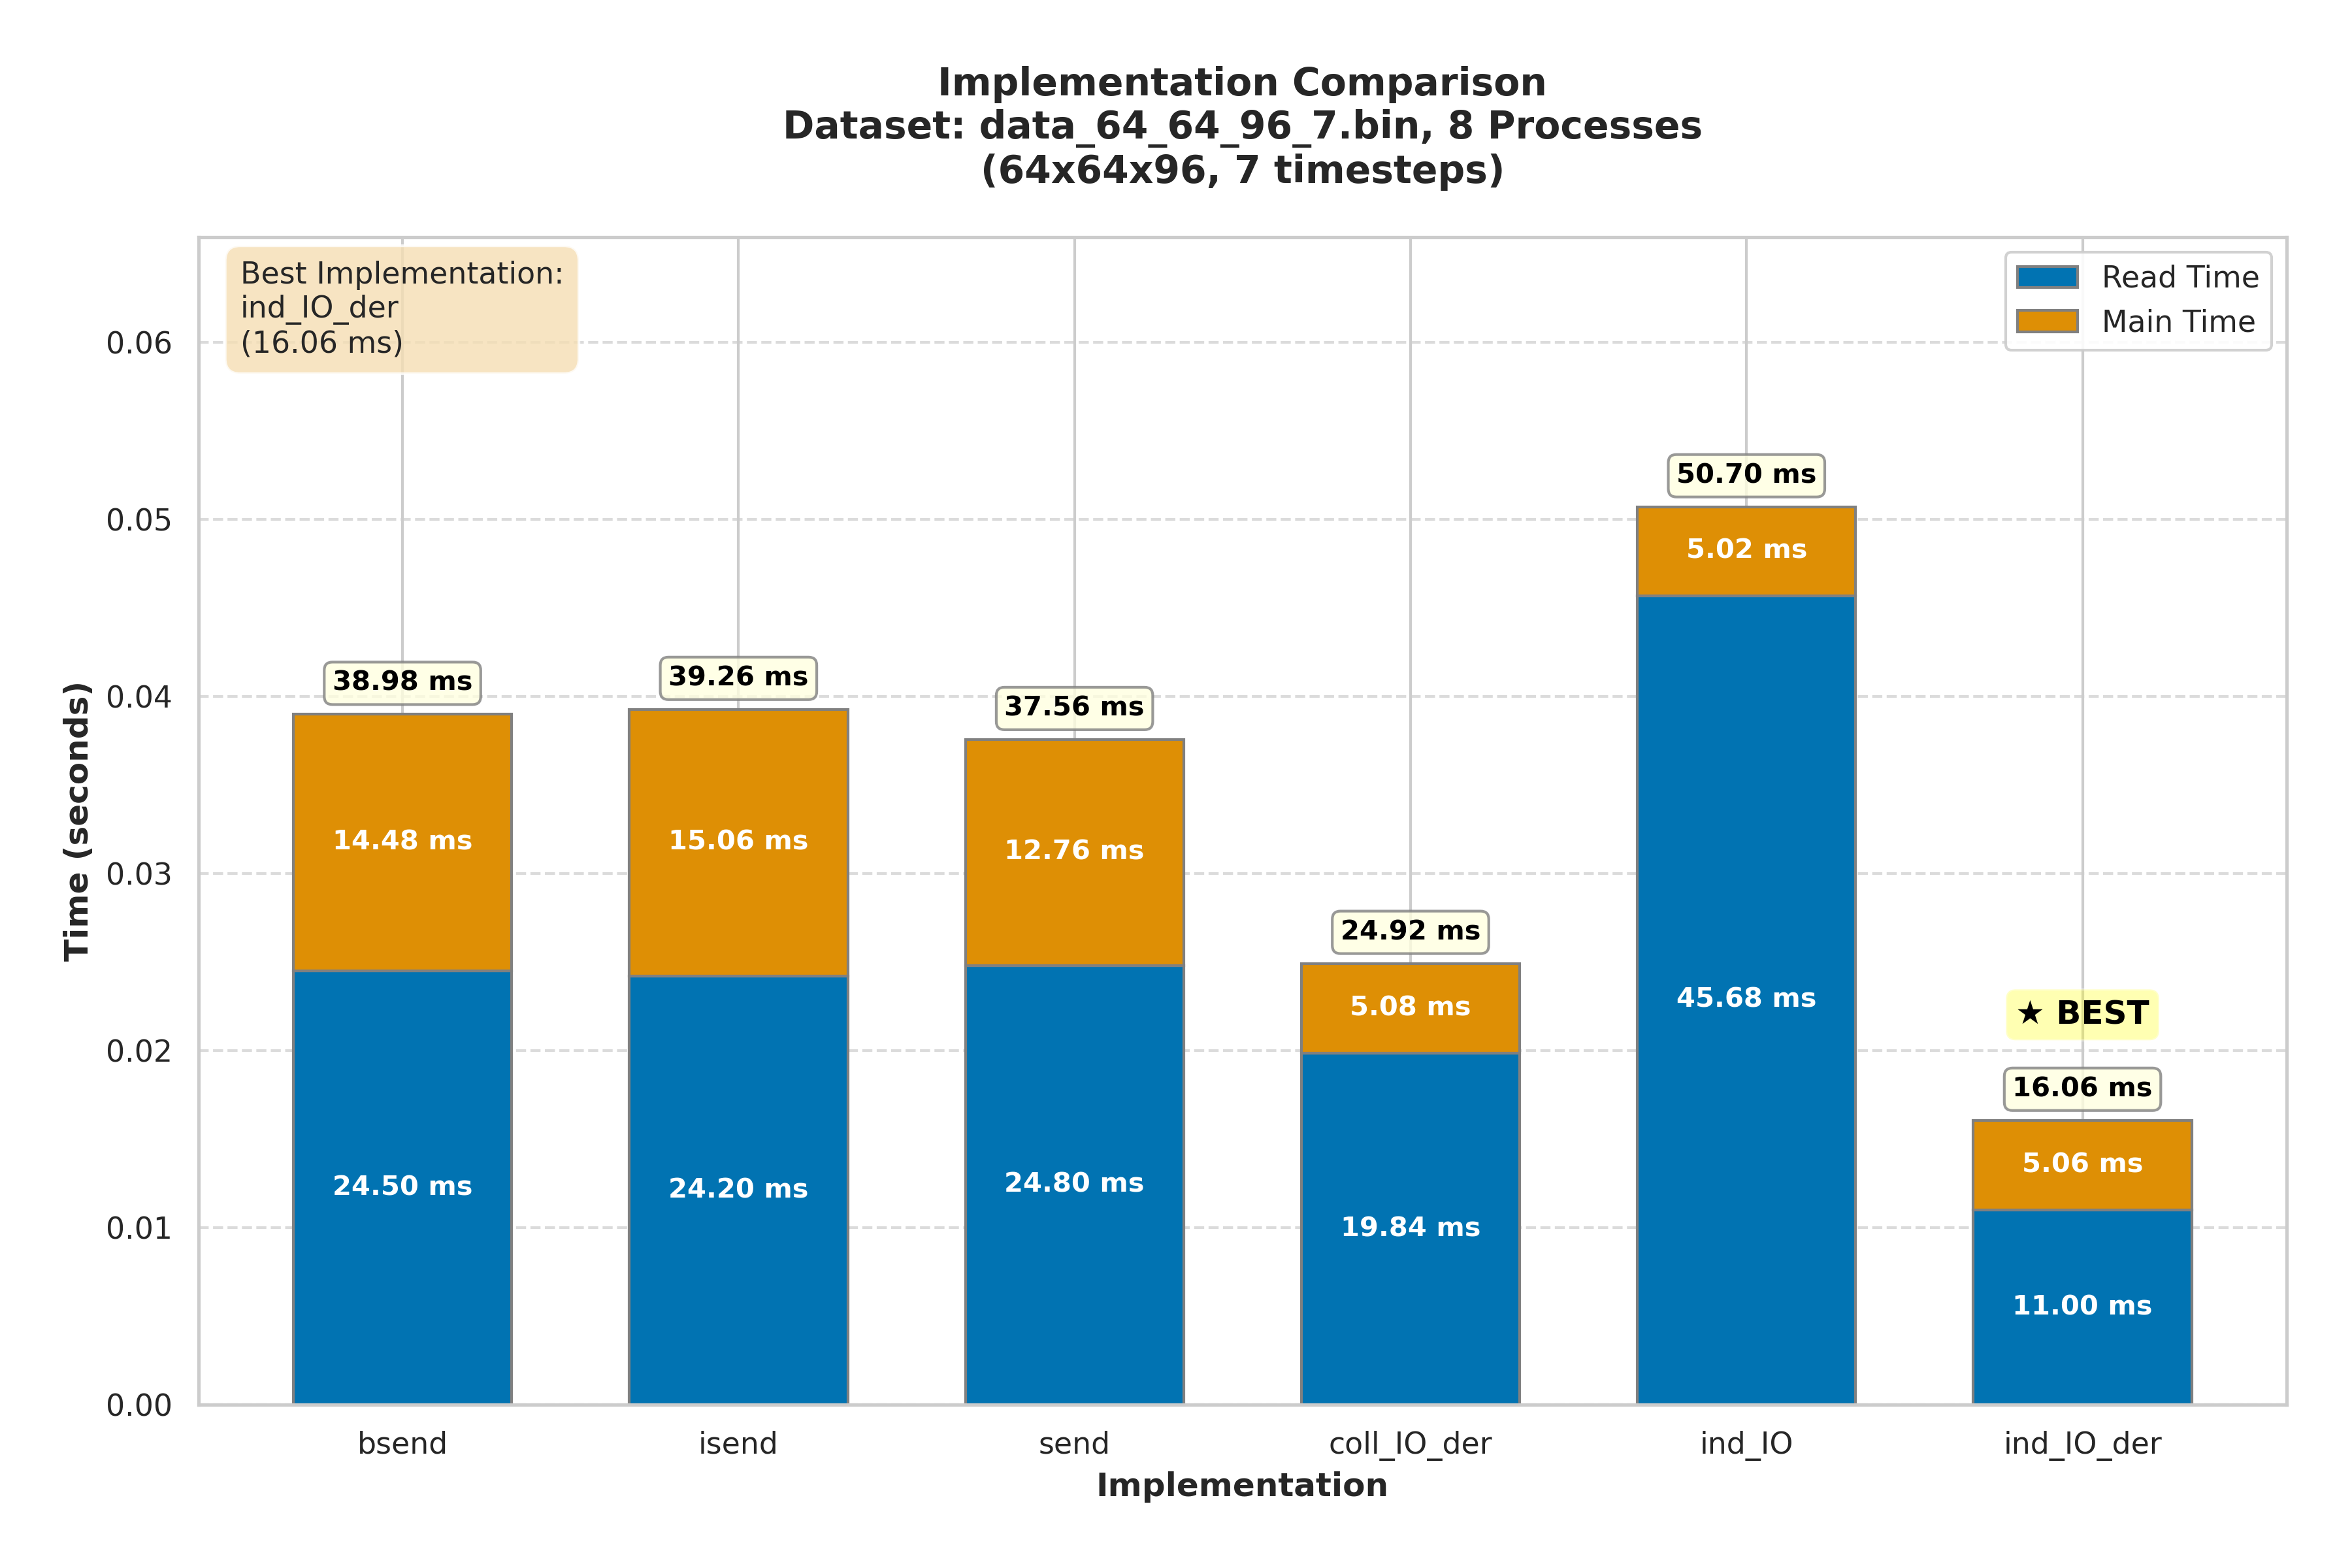 Implementation Comparison
Dataset: data_64_64_96_7.bin, 8 Processes
(64x64x96, 7 timesteps)
Best Implementation:
ind_IO_der
(16.06 ms)
Read Time
Main Time
Time (seconds)
0.06
0.05
0.04
0.03
0.02
0.01
0.00
38.98 ms
14.48 ms
24.50 ms
39.26 ms
15.06 ms
24.20 ms
37.56 ms
12.76 ms
24.80 ms
24.92 ms
5.08 ms
19.84 ms
50.70 ms
5.02 ms
45.68 ms
★ BEST
16.06 ms
5.06 ms
11.00 ms
bsend
isend
send
coll_IO_der
ind_IO
ind_IO_der
Implementation